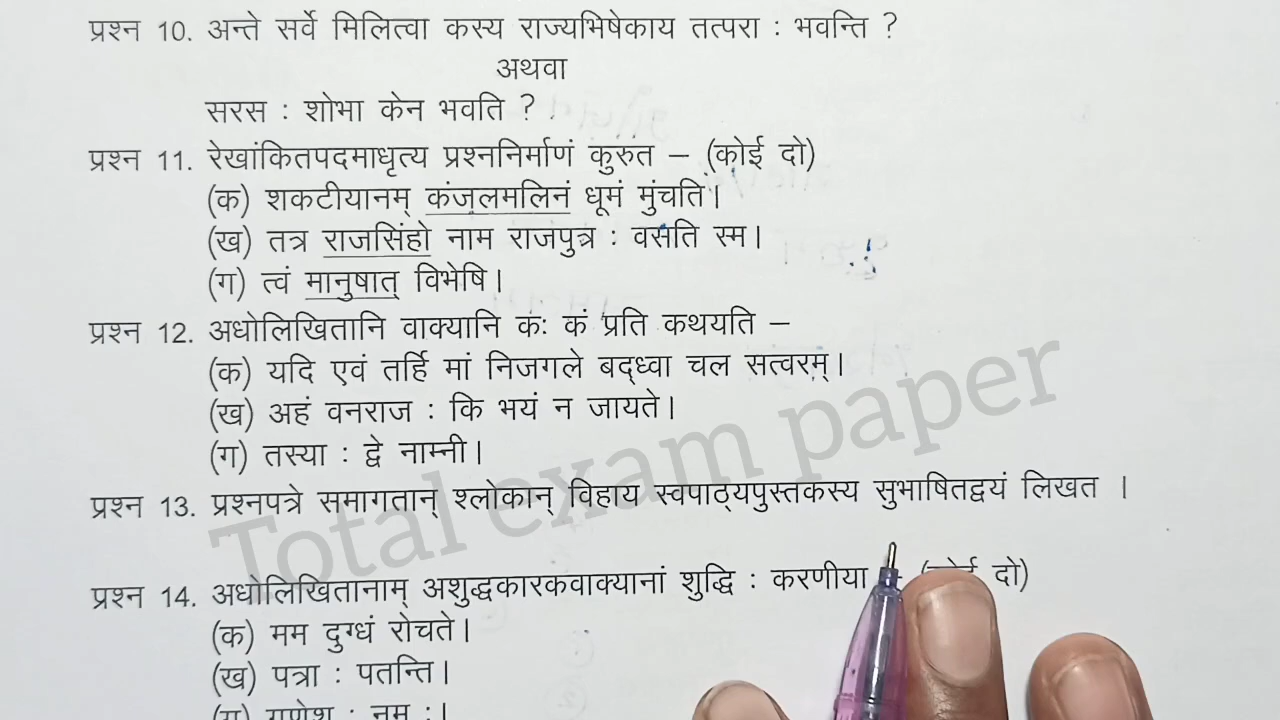 प्रश्न 10. अन्ते सर्वे मिलित्वा कस्य राज्यभिषेकाय तत्परा : भवन्ति ?
अथवा
सरस : शोभा केन भवति ?
प्रश्न 11. रेखांकितपदमाधृत्य प्रश्ननिर्माणं कुरुत – (कोई दो)
(क) शकटीयानम् कंजलमलिनं धूमं मुंचति।
(ख) तत्र राजसिंहो नाम राजपुत्र : वसति स्म।
(ग) त्वं मानुषात् विभेषि।
प्रश्न 12. अधोलिखितानि वाक्यानि कः कं प्रति कथयति –
(क) यदि एवं तर्हि मां निजगले बद्ध्वा चल सत्वरम्।
(ख) अहं वनराज : कि भयं न जायते।
(ग) तस्या : द्वे नाम्नी।
प्रश्न 13. प्रश्नपत्रे समागतान् श्लोकान् विहाय स्वपाठ्यपुस्तकस्य सुभाषितद्वयं लिखत ।
प्रश्न 14. अधोलिखितानाम् अशुद्धकारकवाक्यानां शुद्धि : करणीया – दो)
(क) मम दुग्धं रोचते।
(ख) पत्रा : पतन्ति।
(ग) गणेश : नम :।
Total exam paper